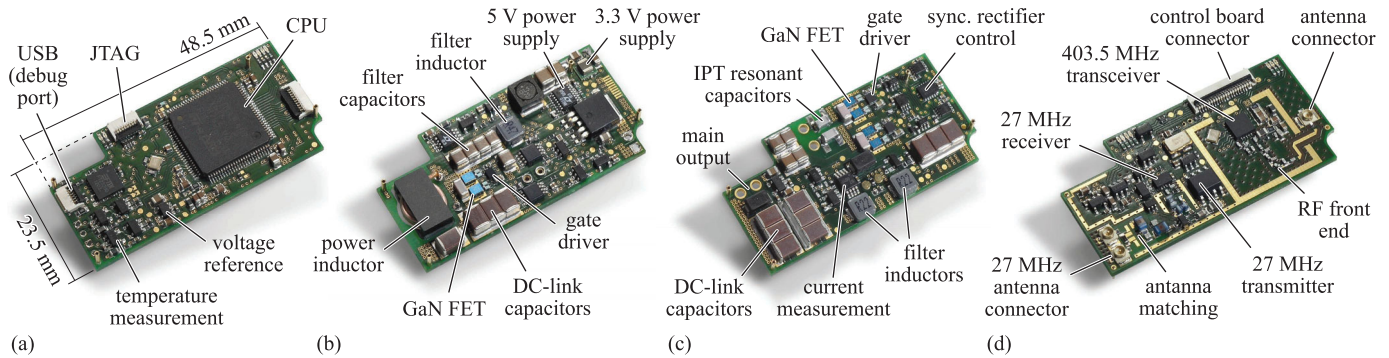 48.5 mm
CPU
USB
(debug
port)
JTAG
23.5 mm
voltage
reference
temperature
measurement
(a)
5 V power
supply
3.3 V power
supply
filter
inductor
filter
capacitors
power
inductor
GaN FET
DC-link
capacitors
gate
driver
(b)
GaN FET
gate
driver
sync. rectifier
control
IPT resonant
capacitors
main
output
DC-link
capacitors
current
measurement
filter
inductors
(c)
control board
connector
antenna
connector
403.5 MHz
transceiver
27 MHz
receiver
RF front
end
27 MHz
antenna
connector
antanna
matching
27 MHz
transmitter
(d)